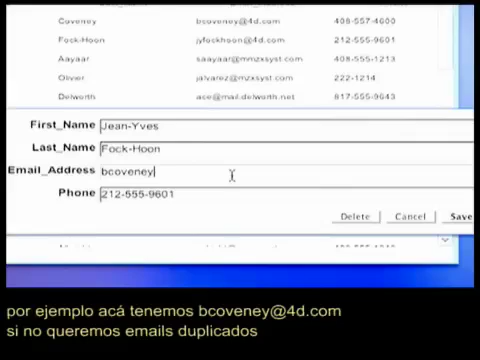 Coveney bcoveney@4d.com 408-557-4600
Fock-Hoon jyfockhoon@4d.com 212-555-9601
Aayaar saayaar@mmzxsyst.com 408-555-1213
Olivier jalvarez@mzxsyst.com 222-1214
Delworth ace@mail.delworth.net 817-555-9643
First_Name Jean-Yves
Last_Name Fock-Hoon
Email_Address bcoveney
Phone 212-555-9601
Delete Cancel Save
por ejemplo acá tenemos bcoveney@4d.com
si no queremos emails duplicados